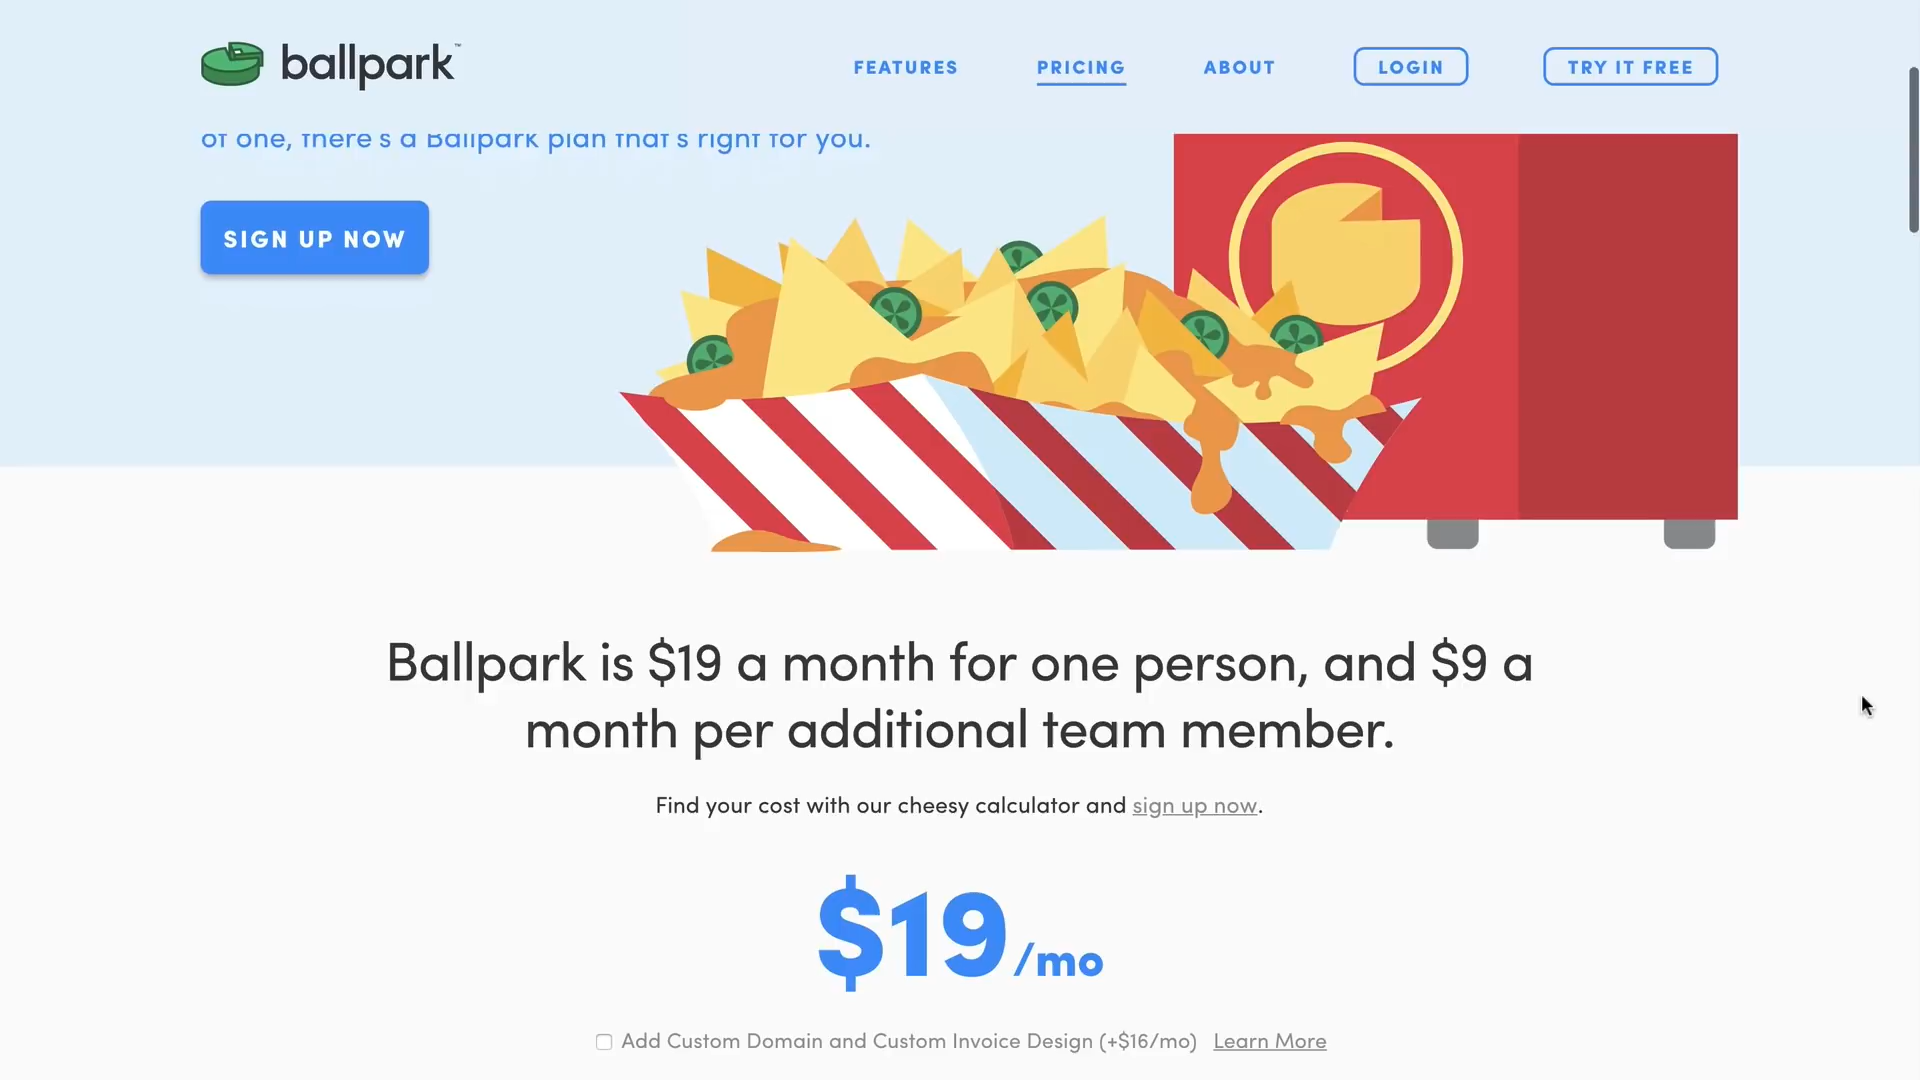 ballpark™
FEATURES
PRICING
ABOUT
LOGIN
TRY IT FREE
of one, there's a Ballpark plan that's right for you.
SIGN UP NOW
Ballpark is $19 a month for one person, and $9 a
month per additional team member.
Find your cost with our cheesy calculator and sign up now.
$19/mo
Add Custom Domain and Custom Invoice Design (+$16/mo) Learn More